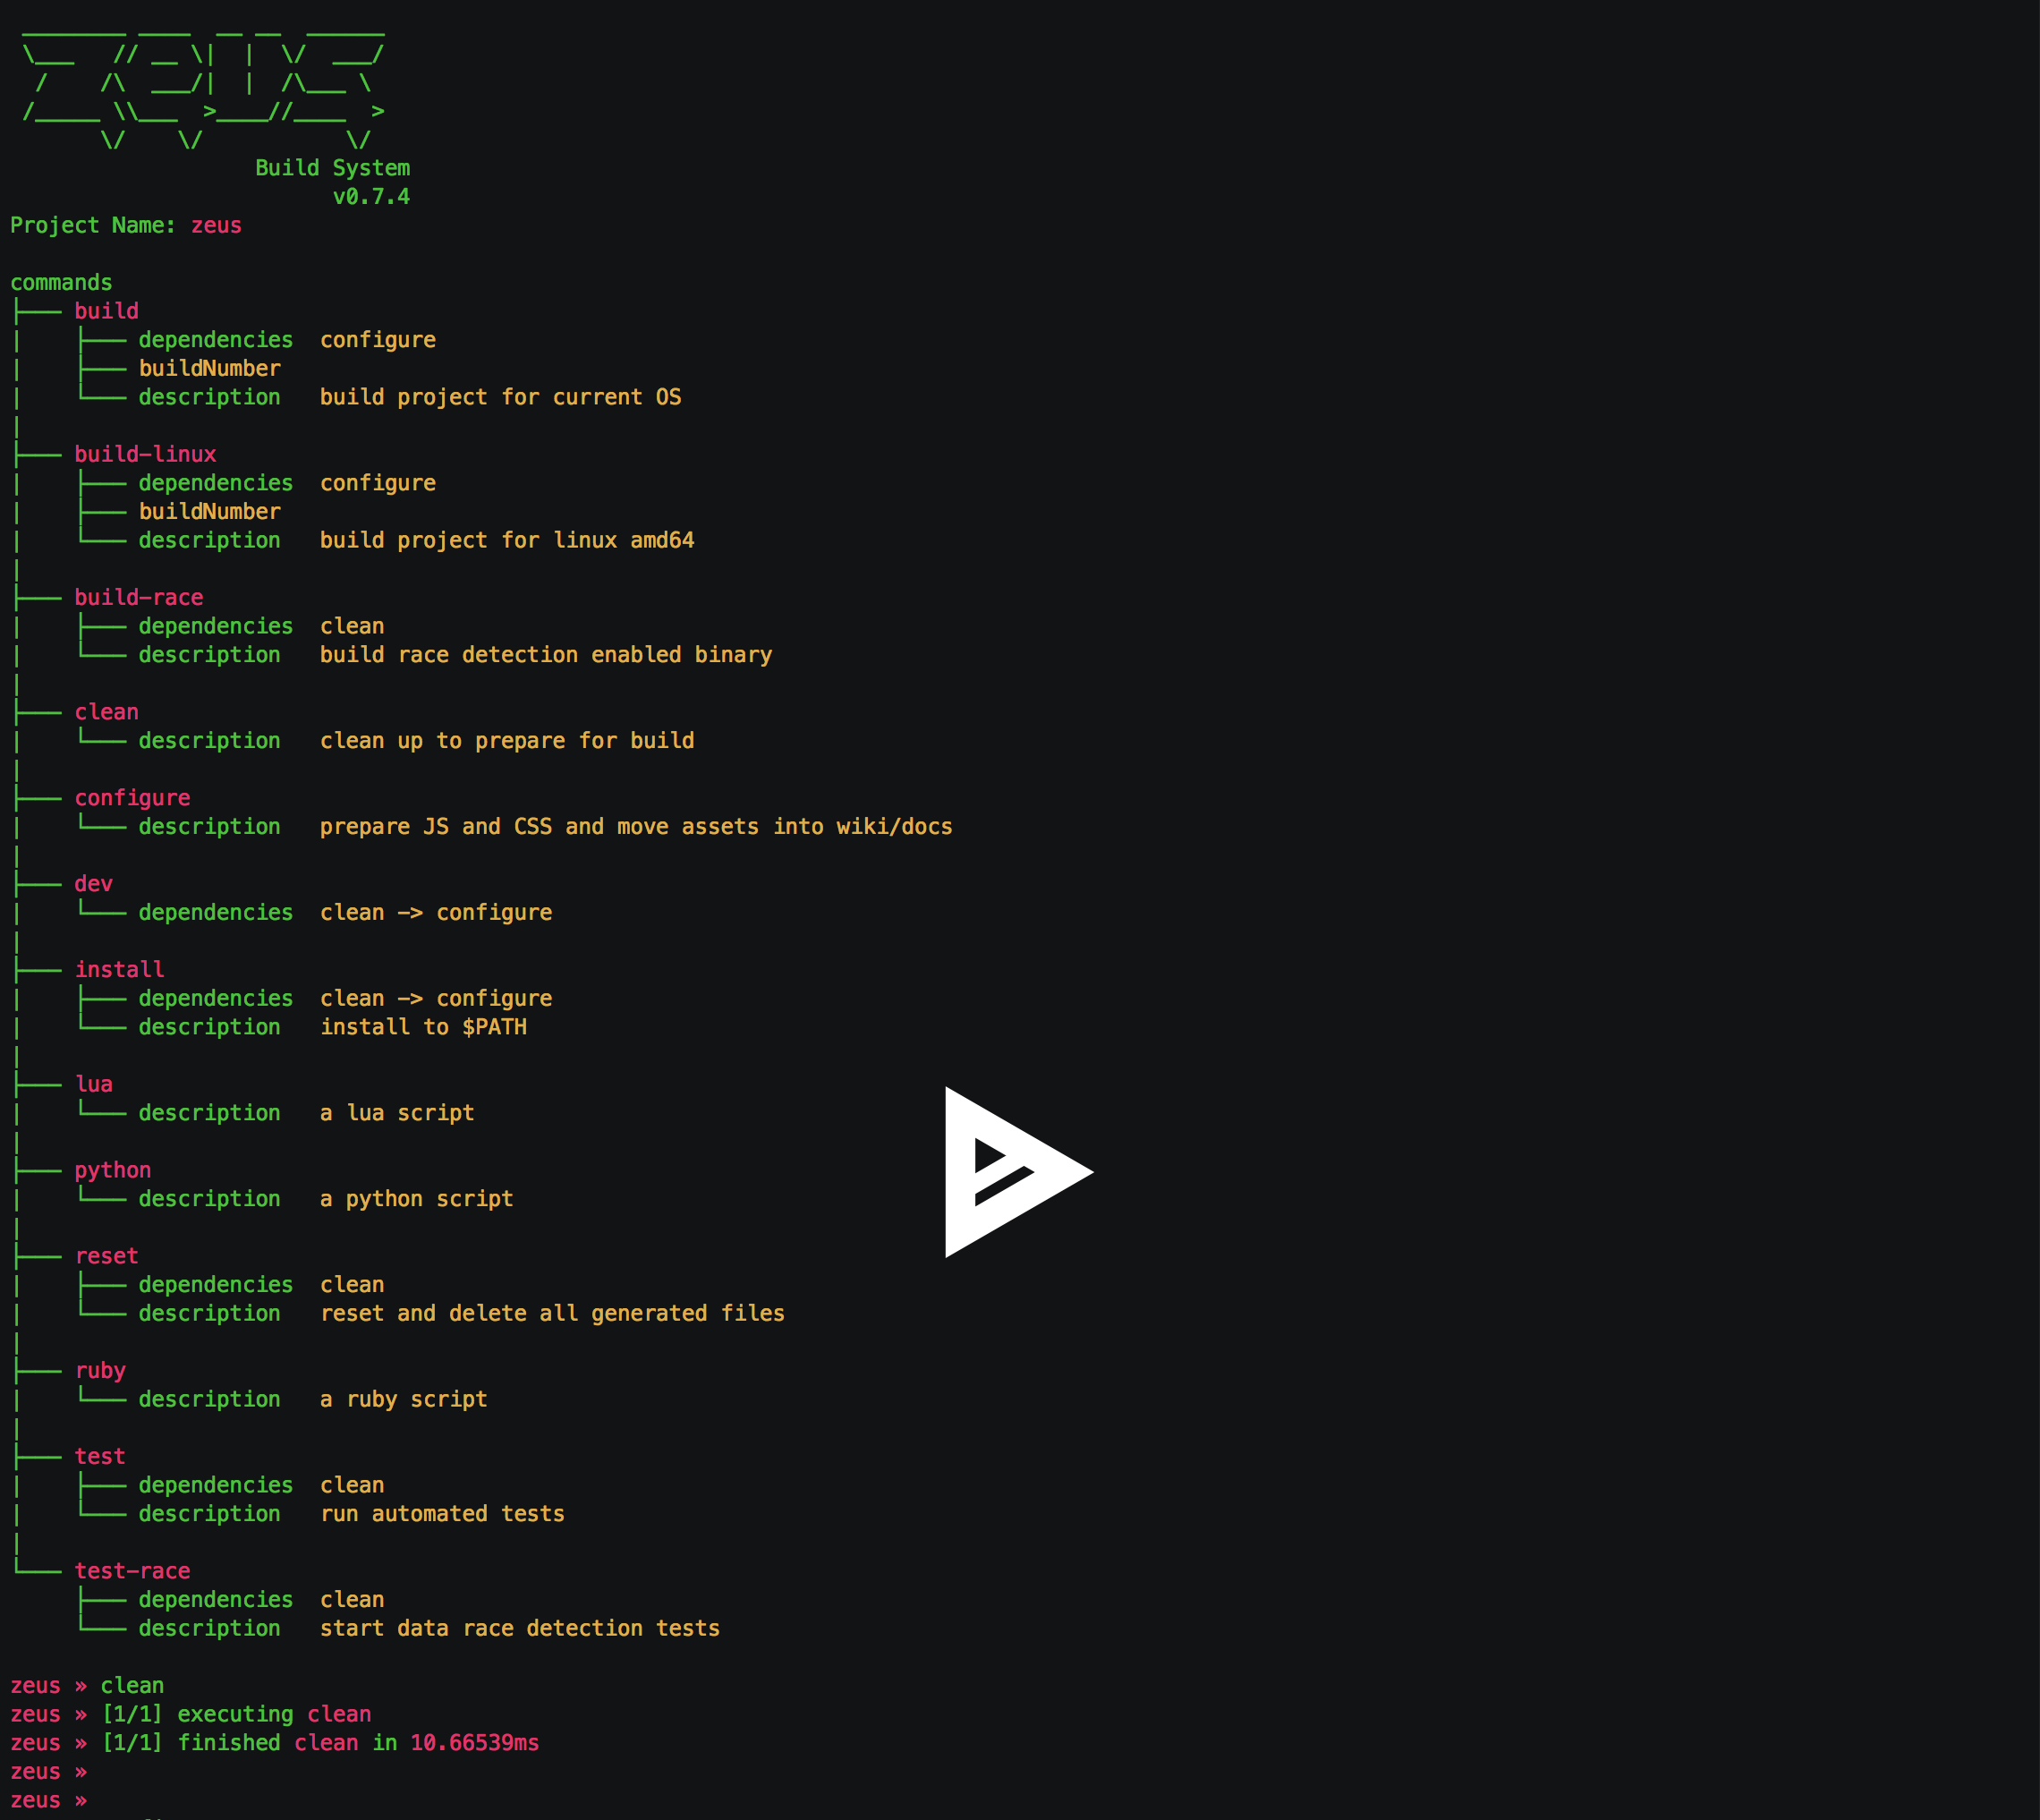 ________ ____  __ __  ______
 \___   // __ \|  |  \/  ___/
  /    /\  ___/|  |  /\___ \
 /_____ \\___  >____//____  >
       \/    \/           \/
                   Build System
                         v0.7.4
Project Name: zeus
commands
├──── build
|    ├──── dependencies  configure
|    ├──── buildNumber
|    └──── description   build project for current OS
|
├──── build-linux
|    ├──── dependencies  configure
|    ├──── buildNumber
|    └──── description   build project for linux amd64
|
├──── build-race
|    ├──── dependencies  clean
|    └──── description   build race detection enabled binary
|
├──── clean
|    └──── description   clean up to prepare for build
|
├──── configure
|    └──── description   prepare JS and CSS and move assets into wiki/docs
|
├──── dev
|    └──── dependencies  clean -> configure
|
├──── install
|    ├──── dependencies  clean -> configure
|    └──── description   install to $PATH
|
├──── lua
|    └──── description   a lua script
|
├──── python
|    └──── description   a python script
|
├──── reset
|    ├──── dependencies  clean
|    └──── description   reset and delete all generated files
|
├──── ruby
|    └──── description   a ruby script
|
├──── test
|    ├──── dependencies  clean
|    └──── description   run automated tests
|
└──── test-race
     ├──── dependencies  clean
     └──── description   start data race detection tests
zeus » clean
zeus » [1/1] executing clean
zeus » [1/1] finished clean in 10.66539ms
zeus »
zeus »